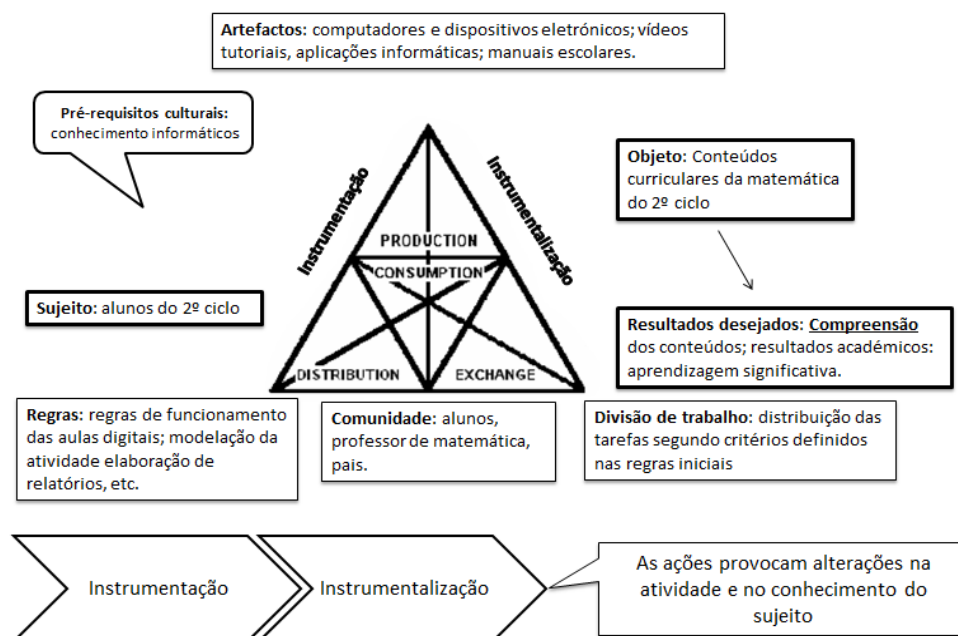 Artefactos: computadores e dispositivos eletrónicos; vídeos
tutoriais, aplicações informáticas; manuais escolares.
Pré-requisitos culturais:
conhecimento informáticos
Instrumentação
Instrumentalização
Objeto: Conteúdos
curriculares da matemática
do 2º ciclo
PRODUCTION
CONSUMPTION
Sujeito: alunos do 2º ciclo
Resultados desejados: Compreensão
dos conteúdos; resultados académicos:
aprendizagem significativa.
DISTRIBUTION
EXCHANGE
Regras: regras de funcionamento
das aulas digitais; modelação da
atividade elaboração de
relatórios, etc.
Comunidade: alunos,
professor de matemática,
pais.
Divisão de trabalho: distribuição das
tarefas segundo critérios definidos
nas regras iniciais
Instrumentação
Instrumentalização
As ações provocam alterações na
atividade e no conhecimento do
sujeito